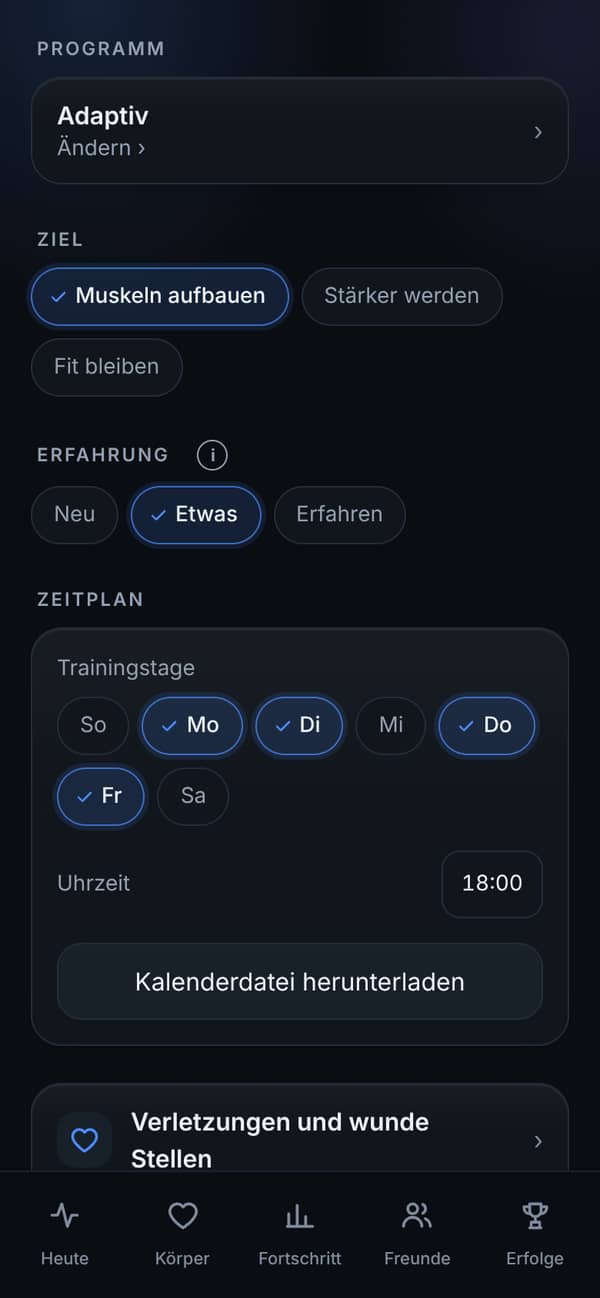 PROGRAMM
Adaptiv
Ändern ›
ZIEL
Muskeln aufbauen
Stärker werden
Fit bleiben
ERFAHRUNG i
Neu
Etwas
Erfahren
ZEITPLAN
Trainingstage
So
Mo
Di
Mi
Do
Fr
Sa
Uhrzeit
18:00
Kalenderdatei herunterladen
Verletzungen und wunde
Stellen
Heute
Körper
Fortschritt
Freunde
Erfolge